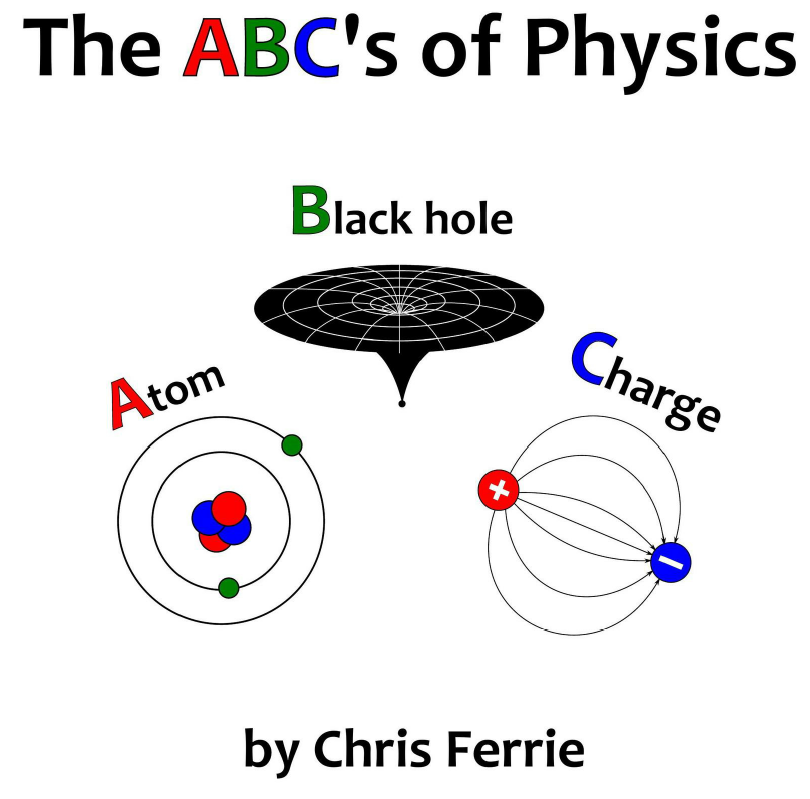 The ABC's of Physics
Black hole
Atom
Charge
+
−
by Chris Ferrie